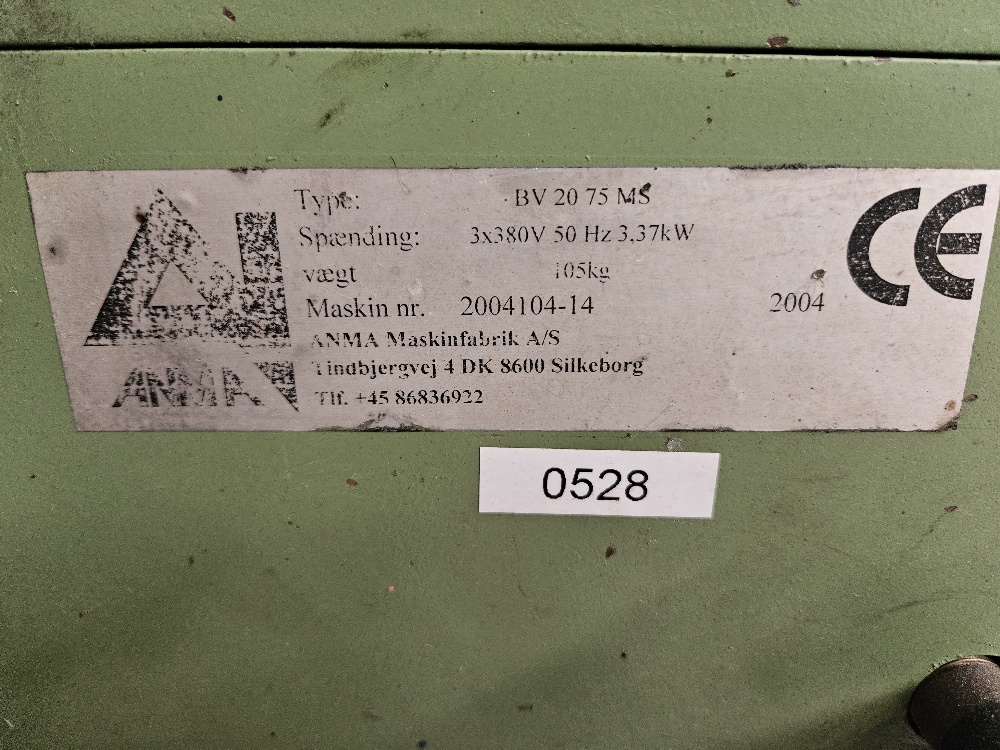 Type: BV 20 75 MS
Spænding: 3x380V 50 Hz 3,37kW
vægt 105kg
Maskin nr. 2004104-14 2004
ANMA Maskinfabrik A/S
Tindbjergvej 4 DK 8600 Silkeborg
Tlf. +45 86836922
ANMA
CE
0528